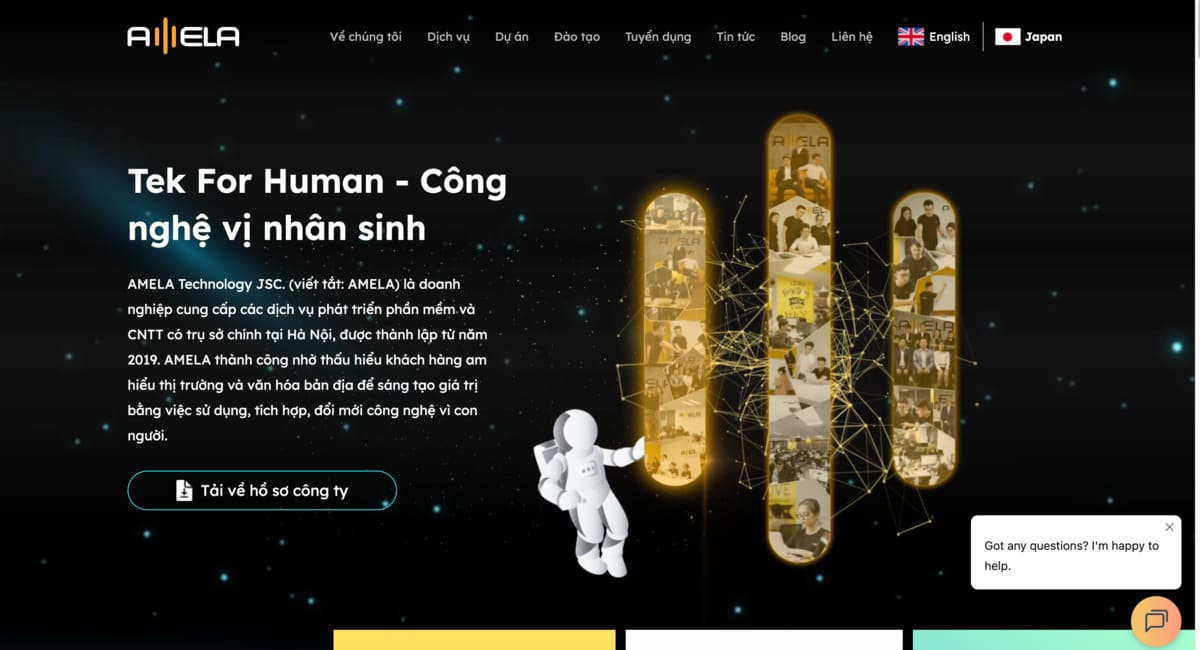 AMELA
Về chúng tôi
Dịch vụ
Dự án
Đào tạo
Tuyển dụng
Tin tức
Blog
Liên hệ
English
Japan
Tek For Human - Công
nghệ vị nhân sinh
AMELA Technology JSC. (viết tắt: AMELA) là doanh
nghiệp cung cấp các dịch vụ phát triển phần mềm và
CNTT có trụ sở chính tại Hà Nội, được thành lập từ năm
2019. AMELA thành công nhờ thấu hiểu khách hàng am
hiểu thị trường và văn hóa bản địa để sáng tạo giá trị
bằng việc sử dụng, tích hợp, đổi mới công nghệ vì con
người.
Tải về hồ sơ công ty
AMELA
AMELA
AMELA
Got any questions? I'm happy to
help.